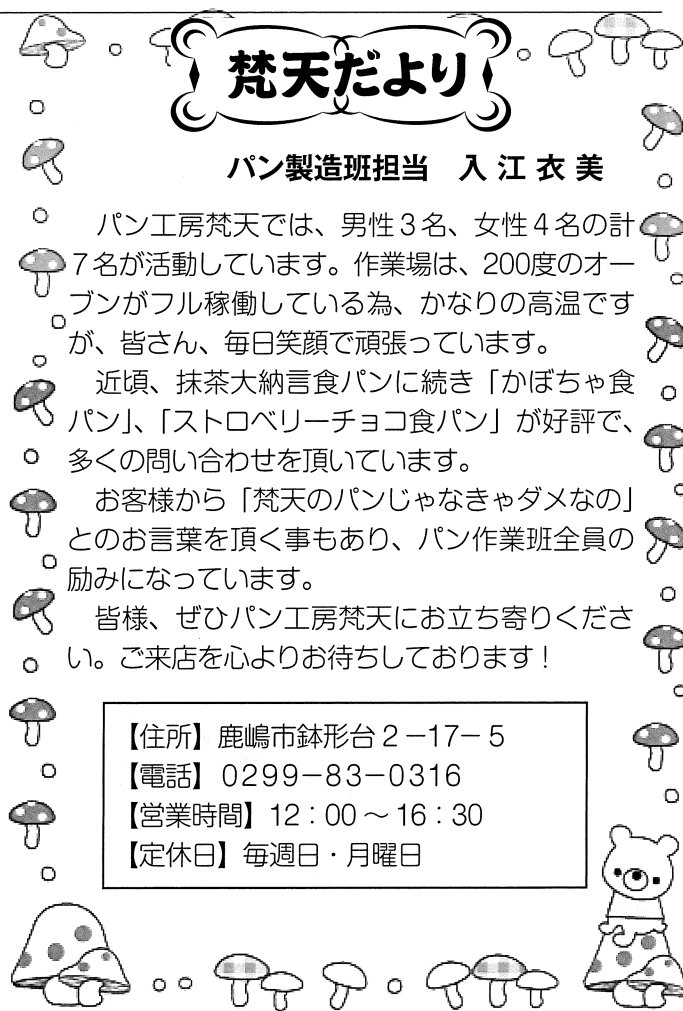 梵天だより
パン製造班担当　入江衣美
　パン工房梵天では、男性３名、女性４名の計
７名が活動しています。作業場は、200度のオー
ブンがフル稼働している為、かなりの高温です
が、皆さん、毎日笑顔で頑張っています。
　近頃、抹茶大納言食パンに続き「かぼちゃ食
パン」、「ストロベリーチョコ食パン」が好評で、
多くの問い合わせを頂いています。
　お客様から「梵天のパンじゃなきゃダメなの」
とのお言葉を頂く事もあり、パン作業班全員の
励みになっています。
　皆様、ぜひパン工房梵天にお立ち寄りくださ
い。ご来店を心よりお待ちしております！
【住所】鹿嶋市鉢形台２－17－５
【電話】０２９９－８３－０３１６
【営業時間】12：00～16：30
【定休日】毎週日・月曜日